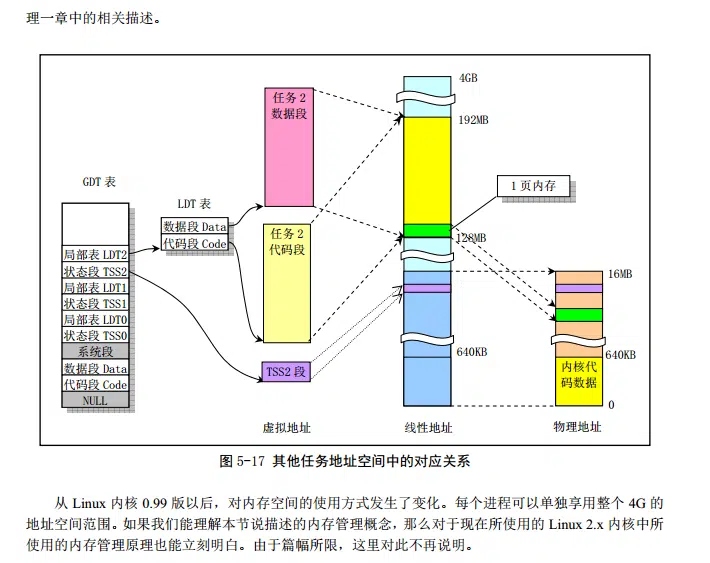 理一章中的相关描述。
4GB
任务 2
数据段
192MB
GDT 表
1 页内存
LDT 表
数据段 Data
代码段 Code
任务 2
代码段
128MB
局部表 LDT2
状态段 TSS2
局部表 LDT1
状态段 TSS1
局部表 LDT0
状态段 TSS0
系统段
数据段 Data
代码段 Code
NULL
16MB
640KB
640KB
TSS2 段
内核代
码数据
0
虚拟地址
线性地址
物理地址
图 5-17 其他任务地址空间中的对应关系
从 Linux 内核 0.99 版以后，对内存空间的使用方式发生了变化。每个进程可以单独享用整个 4G 的
地址空间范围。如果我们能理解本节说描述的内存管理概念，那么对于现在所使用的 Linux 2.x 内核中所
使用的内存管理原理也能立刻明白。由于篇幅所限，这里对此不再说明。